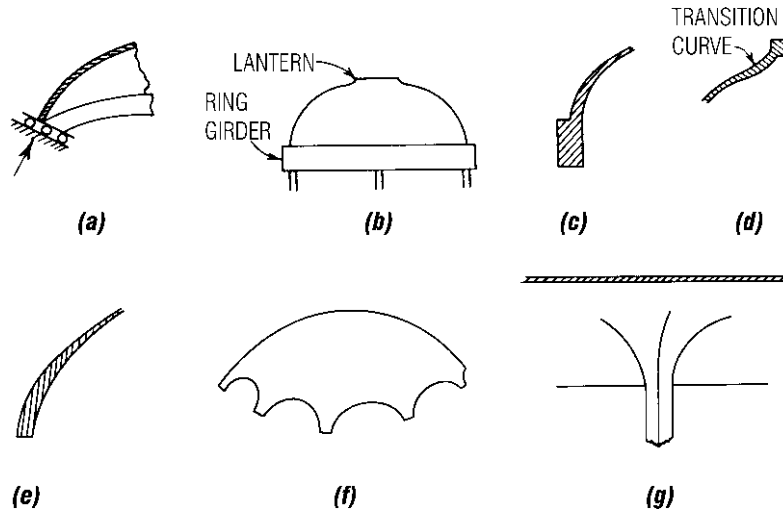 TRANSITION
CURVE
LANTERN
RING
GIRDER
(a)
(b)
(c)
(d)
(e)
(f)
(g)